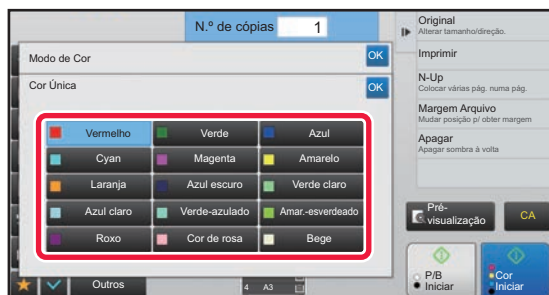 N.º de cópias 1
Modo de Cor OK
Cor Única OK
Vermelho Verde Azul
Cyan Magenta Amarelo
Laranja Azul escuro Verde claro
Azul claro Verde-azulado Amar.-esverdeado
Roxo Cor de rosa Bege
Outros
4 A3
Original
Alterar tamanho/direção.
Imprimir
N-Up
Colocar várias pág. numa pág.
Margem Arquivo
Mudar posição p/ obter margem
Apagar
Apagar sombra à volta
Pré-
visualização
CA
P/B
Iniciar
Cor
Iniciar